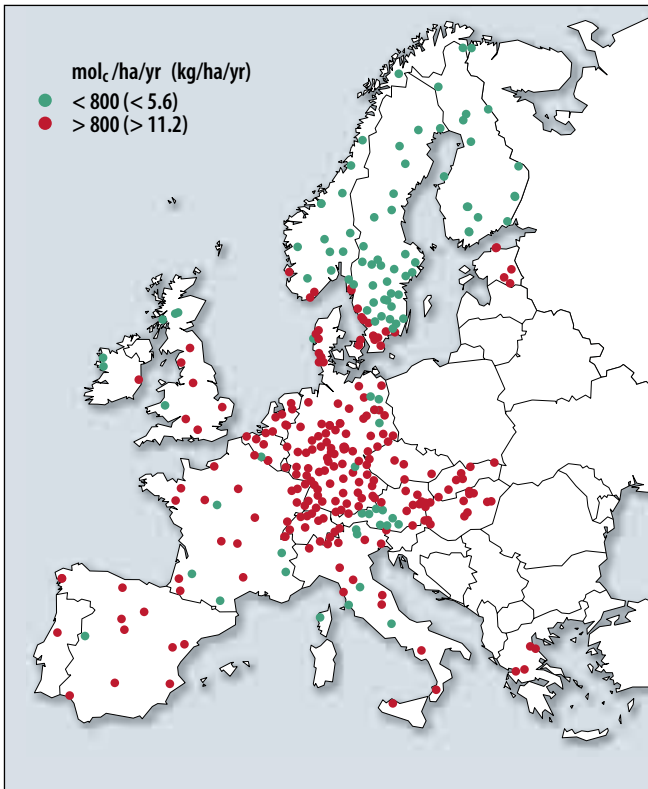 molc/ha/yr (kg/ha/yr)
< 800 (< 5.6)
> 800 (> 11.2)